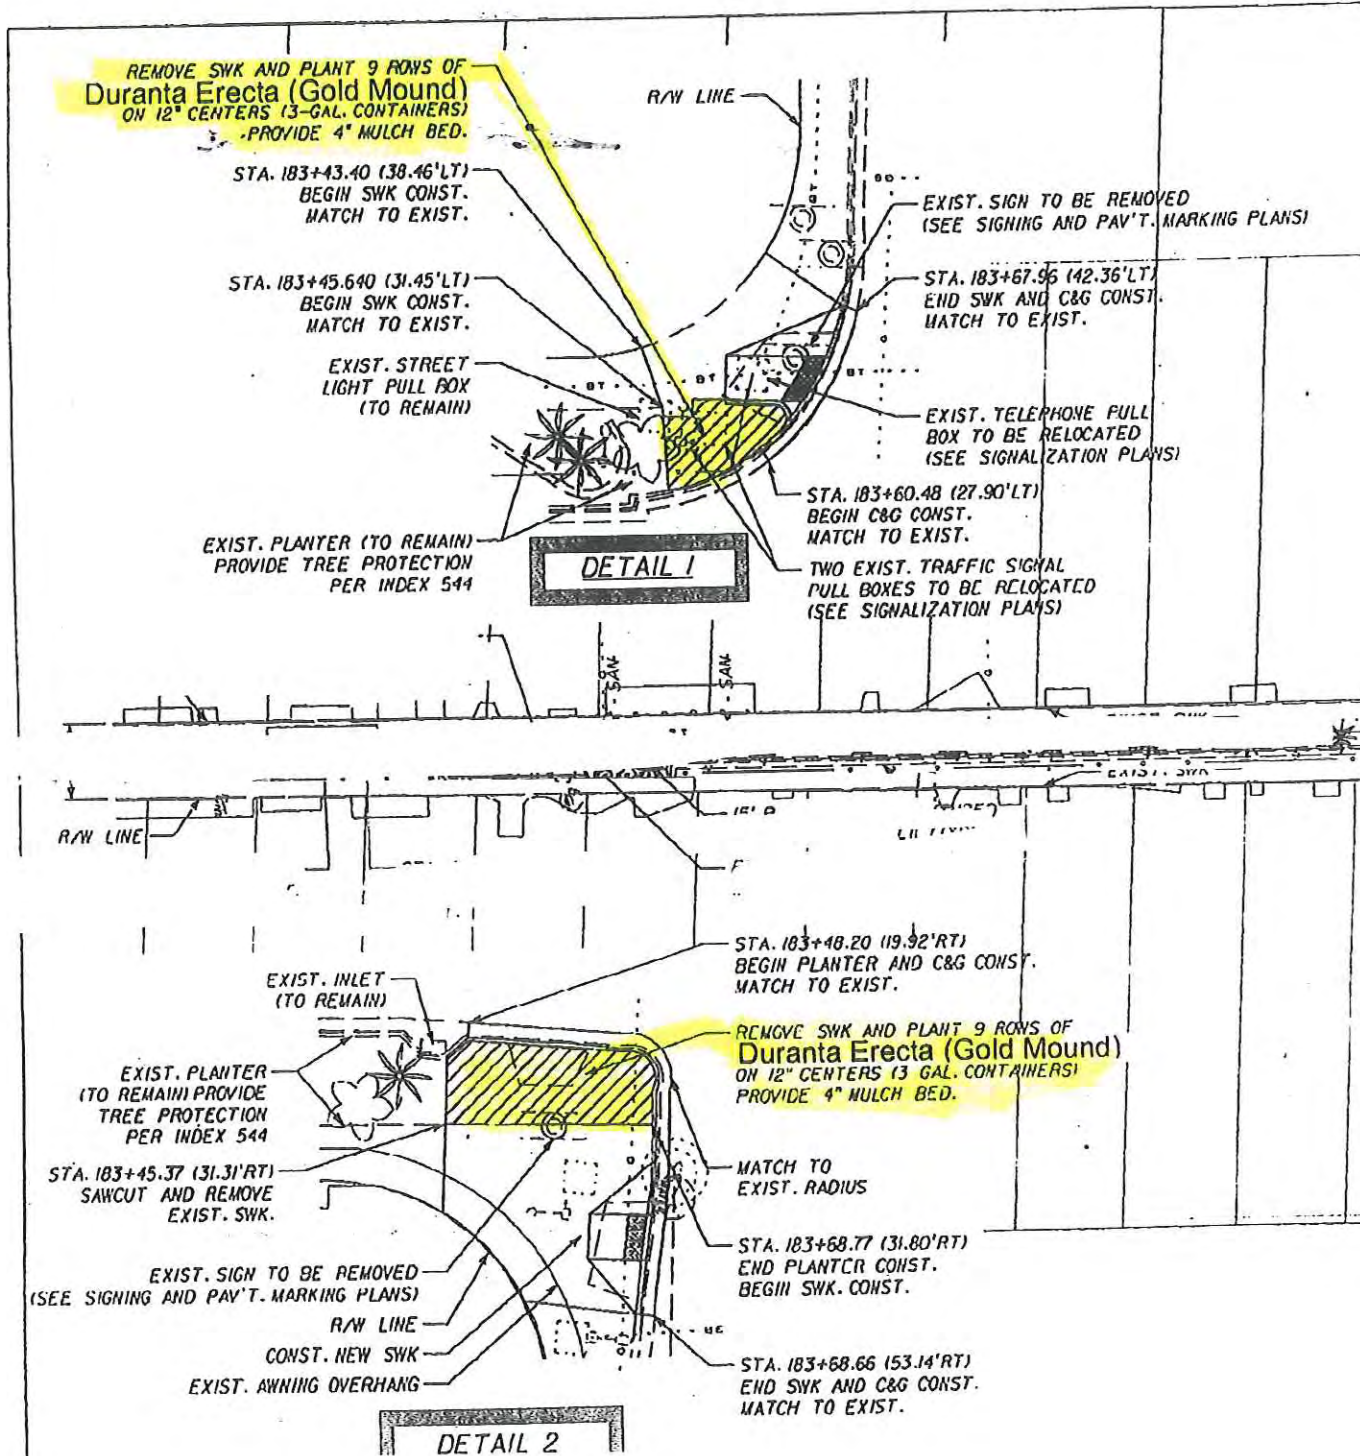 REMOVE SWK AND PLANT 9 ROWS OF
Duranta Erecta (Gold Mound)
ON 12" CENTERS (3-GAL. CONTAINERS)
PROVIDE 4" MULCH BED.
R/W LINE
STA. 183+43.40 (38.46'LT)
BEGIN SWK CONST.
MATCH TO EXIST.
EXIST. SIGN TO BE REMOVED
(SEE SIGNING AND PAV'T. MARKING PLANS)
STA. 183+45.640 (31.45'LT)
BEGIN SWK CONST.
MATCH TO EXIST.
STA. 183+67.96 (42.36'LT)
END SWK AND C&G CONST.
MATCH TO EXIST.
EXIST. STREET
LIGHT PULL BOX
(TO REMAIN)
BT
BT
BT
BT
EXIST. TELEPHONE PULL
BOX TO BE RELOCATED
(SEE SIGNALIZATION PLANS)
STA. 183+60.48 (27.90'LT)
BEGIN C&G CONST.
MATCH TO EXIST.
EXIST. PLANTER (TO REMAIN)
PROVIDE TREE PROTECTION
PER INDEX 544
DETAIL 1
TWO EXIST. TRAFFIC SIGNAL
PULL BOXES TO BE RELOCATED
(SEE SIGNALIZATION PLANS)
SAN
SAN
EXIST. SWK
R/W LINE
STA. 183+48.20 (19.92'RT)
BEGIN PLANTER AND C&G CONST.
MATCH TO EXIST.
EXIST. INLET
(TO REMAIN)
REMOVE SWK AND PLANT 9 ROWS OF
Duranta Erecta (Gold Mound)
ON 12" CENTERS (3 GAL. CONTAINERS)
PROVIDE 4" MULCH BED.
EXIST. PLANTER
(TO REMAIN) PROVIDE
TREE PROTECTION
PER INDEX 544
STA. 183+45.37 (31.31'RT)
SAWCUT AND REMOVE
EXIST. SWK.
MATCH TO
EXIST. RADIUS
STA. 183+68.77 (31.80'RT)
END PLANTER CONST.
BEGIN SWK. CONST.
EXIST. SIGN TO BE REMOVED
(SEE SIGNING AND PAV'T. MARKING PLANS)
R/W LINE
CONST. NEW SWK
EXIST. AWNING OVERHANG
STA. 183+68.66 (53.14'RT)
END SWK AND C&G CONST.
MATCH TO EXIST.
DETAIL 2